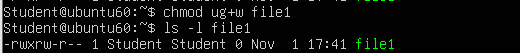 Student@ubuntu60:~$ chmod ug+w file1
Student@ubuntu60:~$ ls -l file1
-rwxrw-r-- 1 Student Student 0 Nov  1 17:41 file1